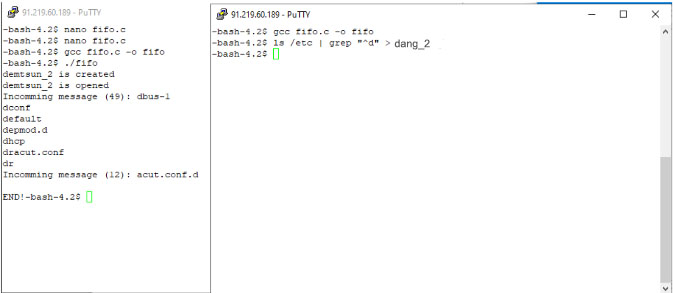 91.219.60.189 - PuTTY
-bash-4.2$ nano fifo.c
-bash-4.2$ nano fifo.c
-bash-4.2$ gcc fifo.c -o fifo
-bash-4.2$ ./fifo
demtsun_2 is created
demtsun_2 is opened
Incomming message (49): dbus-1
dconf
default
depmod.d
dhcp
dracut.conf
dr
Incomming message (12): acut.conf.d
END!-bash-4.2$
91.219.60.189 - PuTTY
-bash-4.2$ gcc fifo.c -o fifo
-bash-4.2$ ls /etc | grep "^d" > dang_2
-bash-4.2$